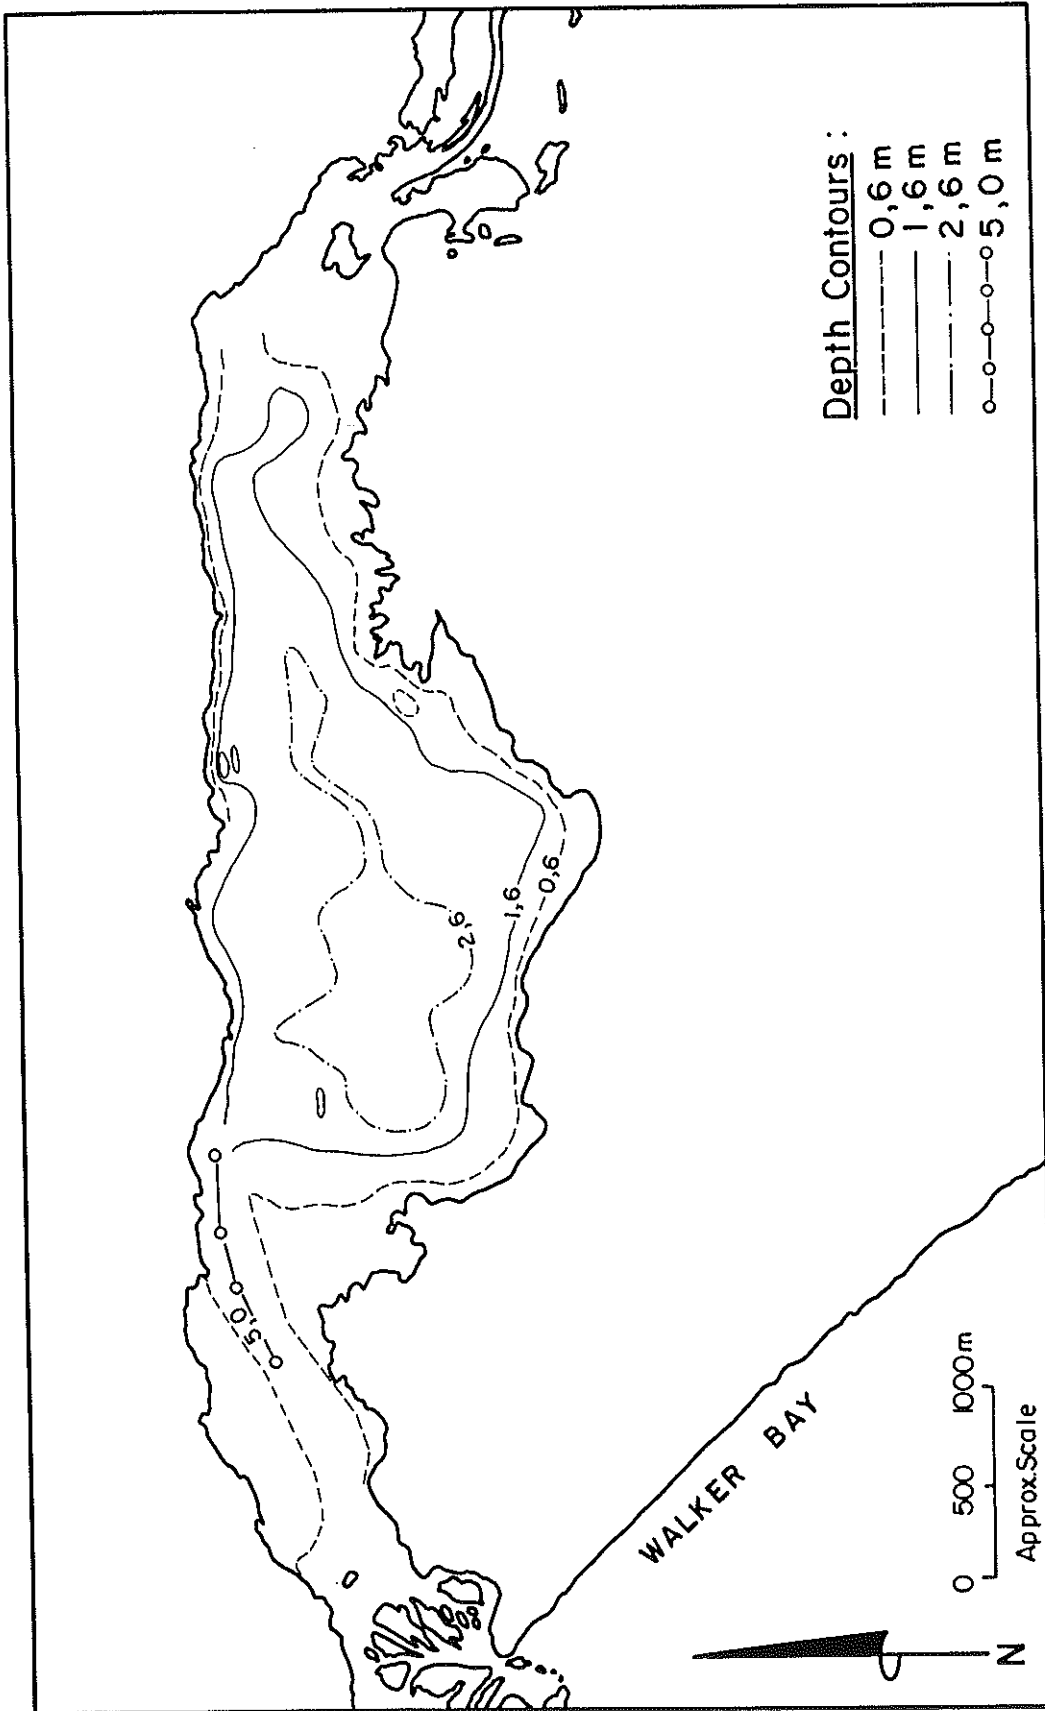 Depth Contours :
0,6 m
1,6 m
2,6 m
5,0 m
5,0
2,6
1,6
0,6
WALKER BAY
0 500 1000m
Approx.Scale
N